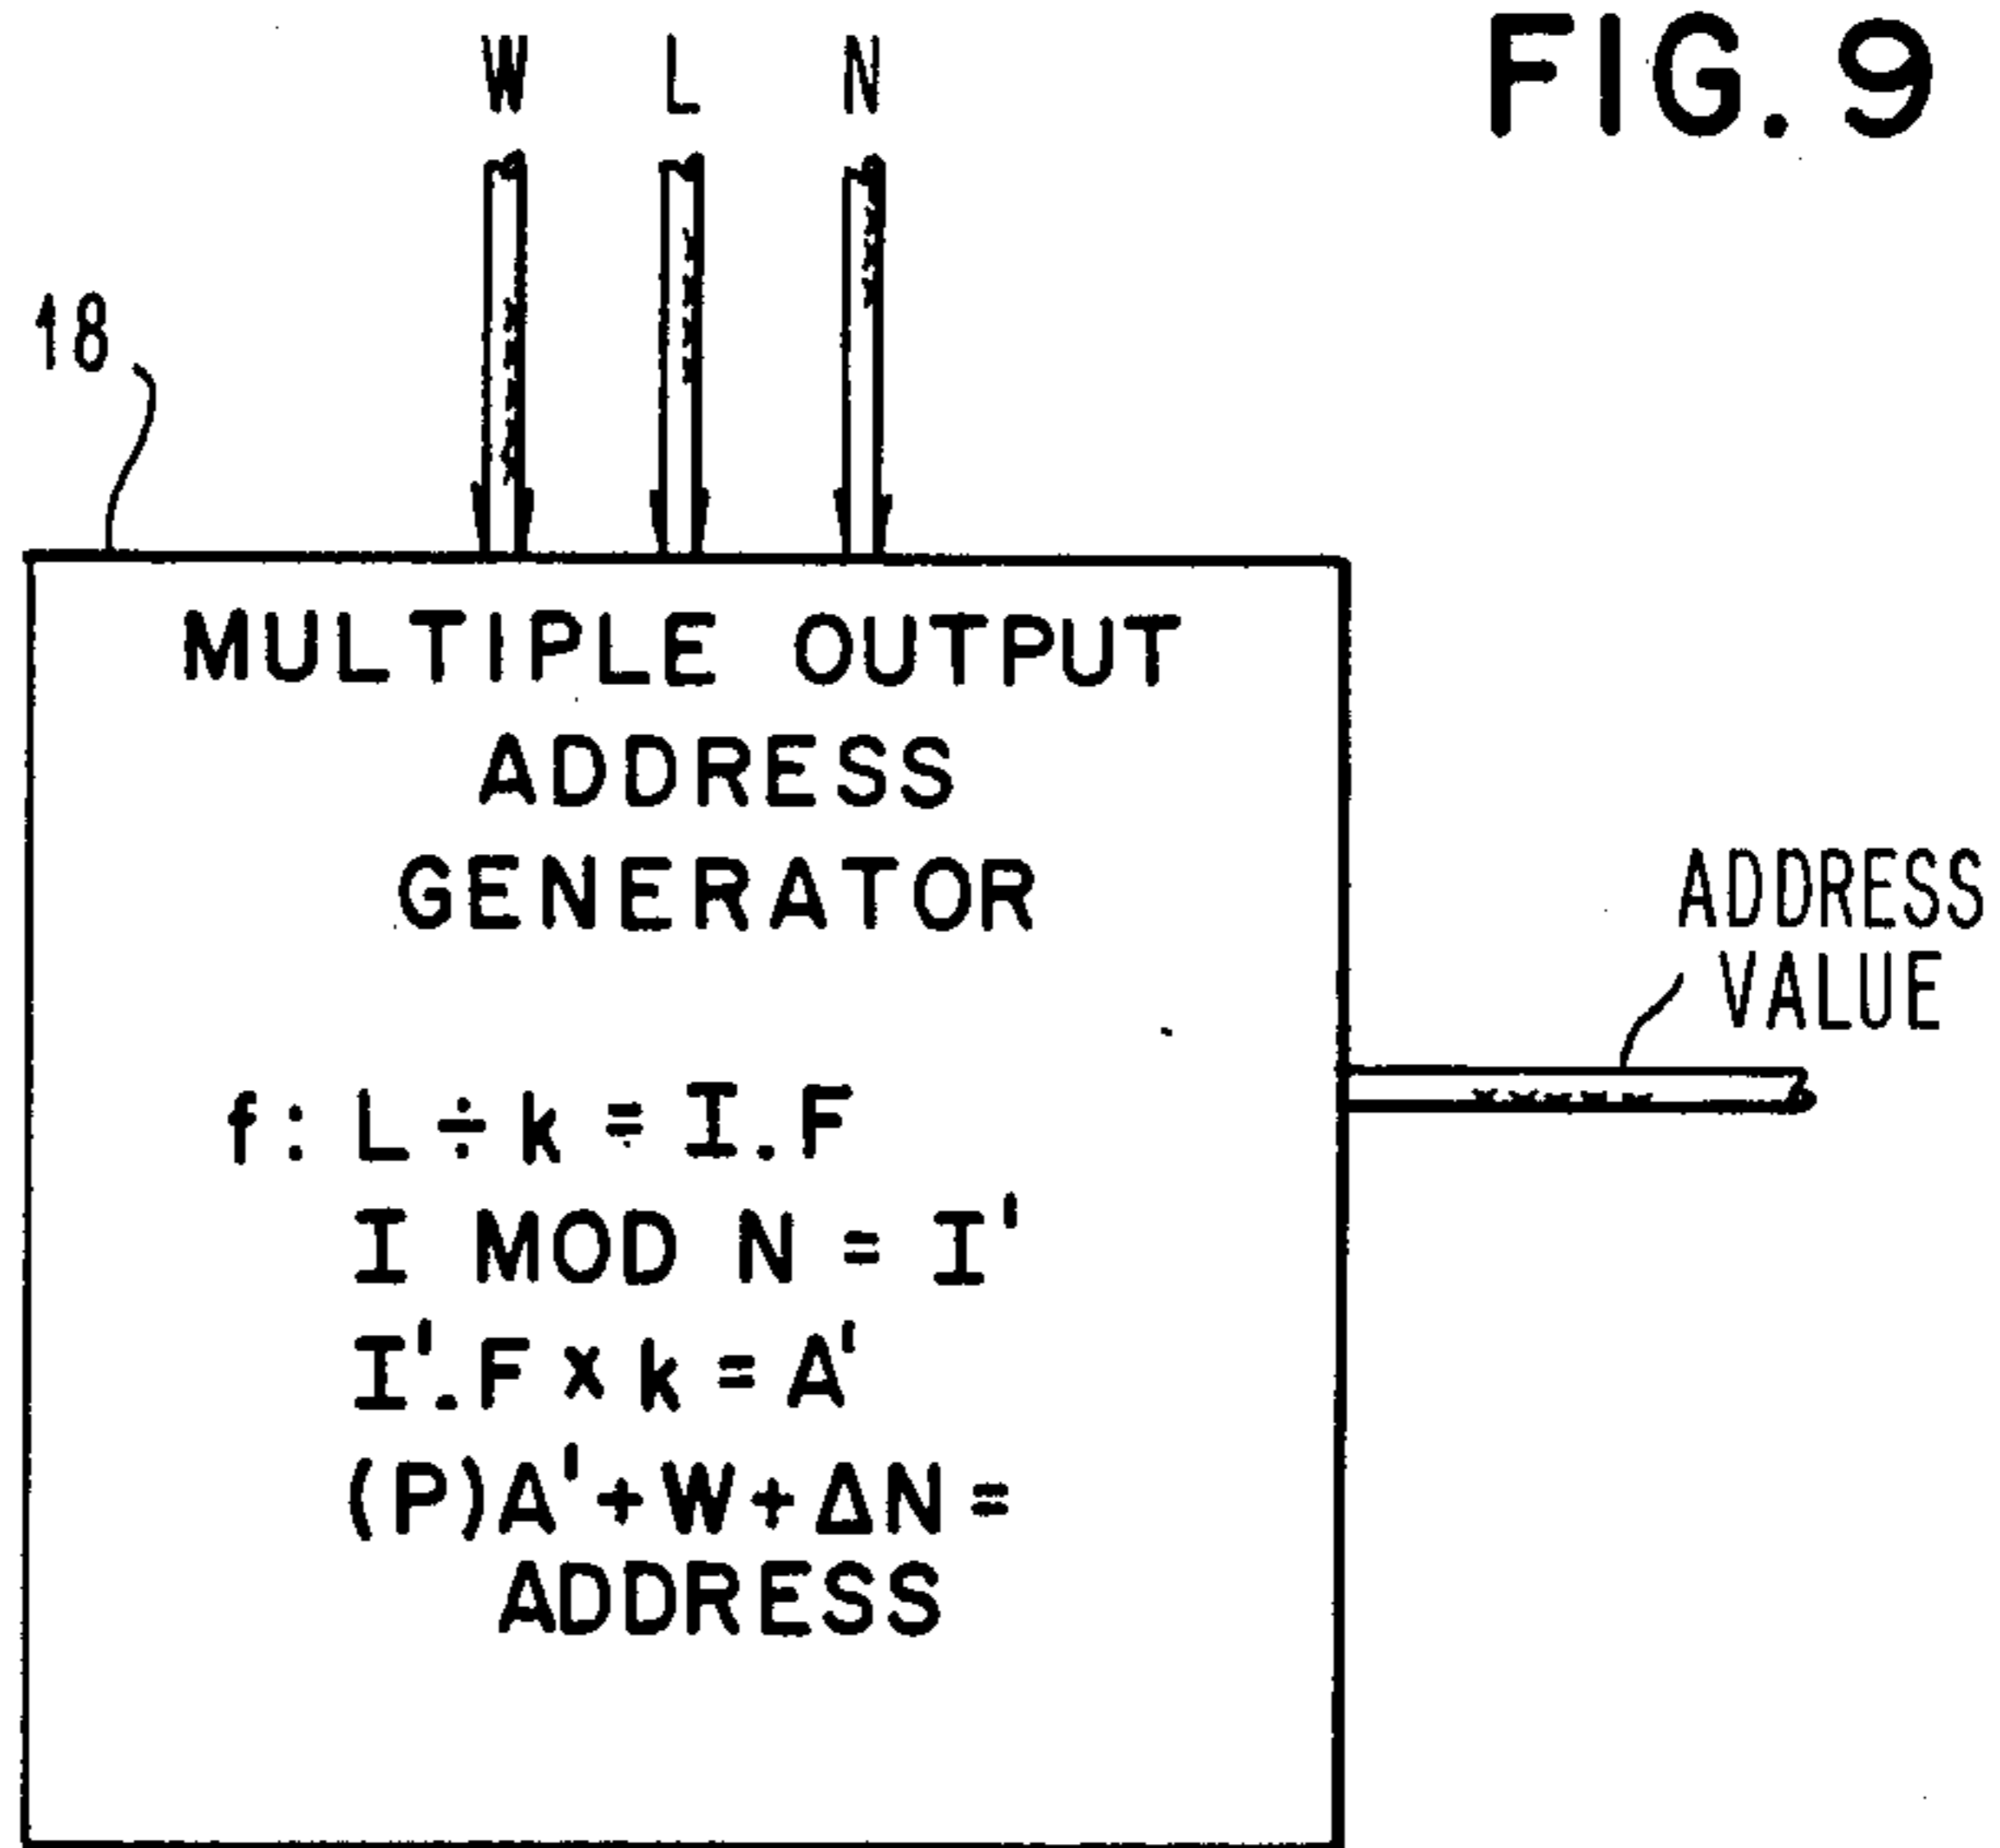 FIG. 9
W L N
18
MULTIPLE OUTPUT
ADDRESS
GENERATOR
ADDRESS
VALUE
f: L ÷ k = I.F
I MOD N = I'
I'.F × k = A'
(P)A' + W + ΔN =
ADDRESS